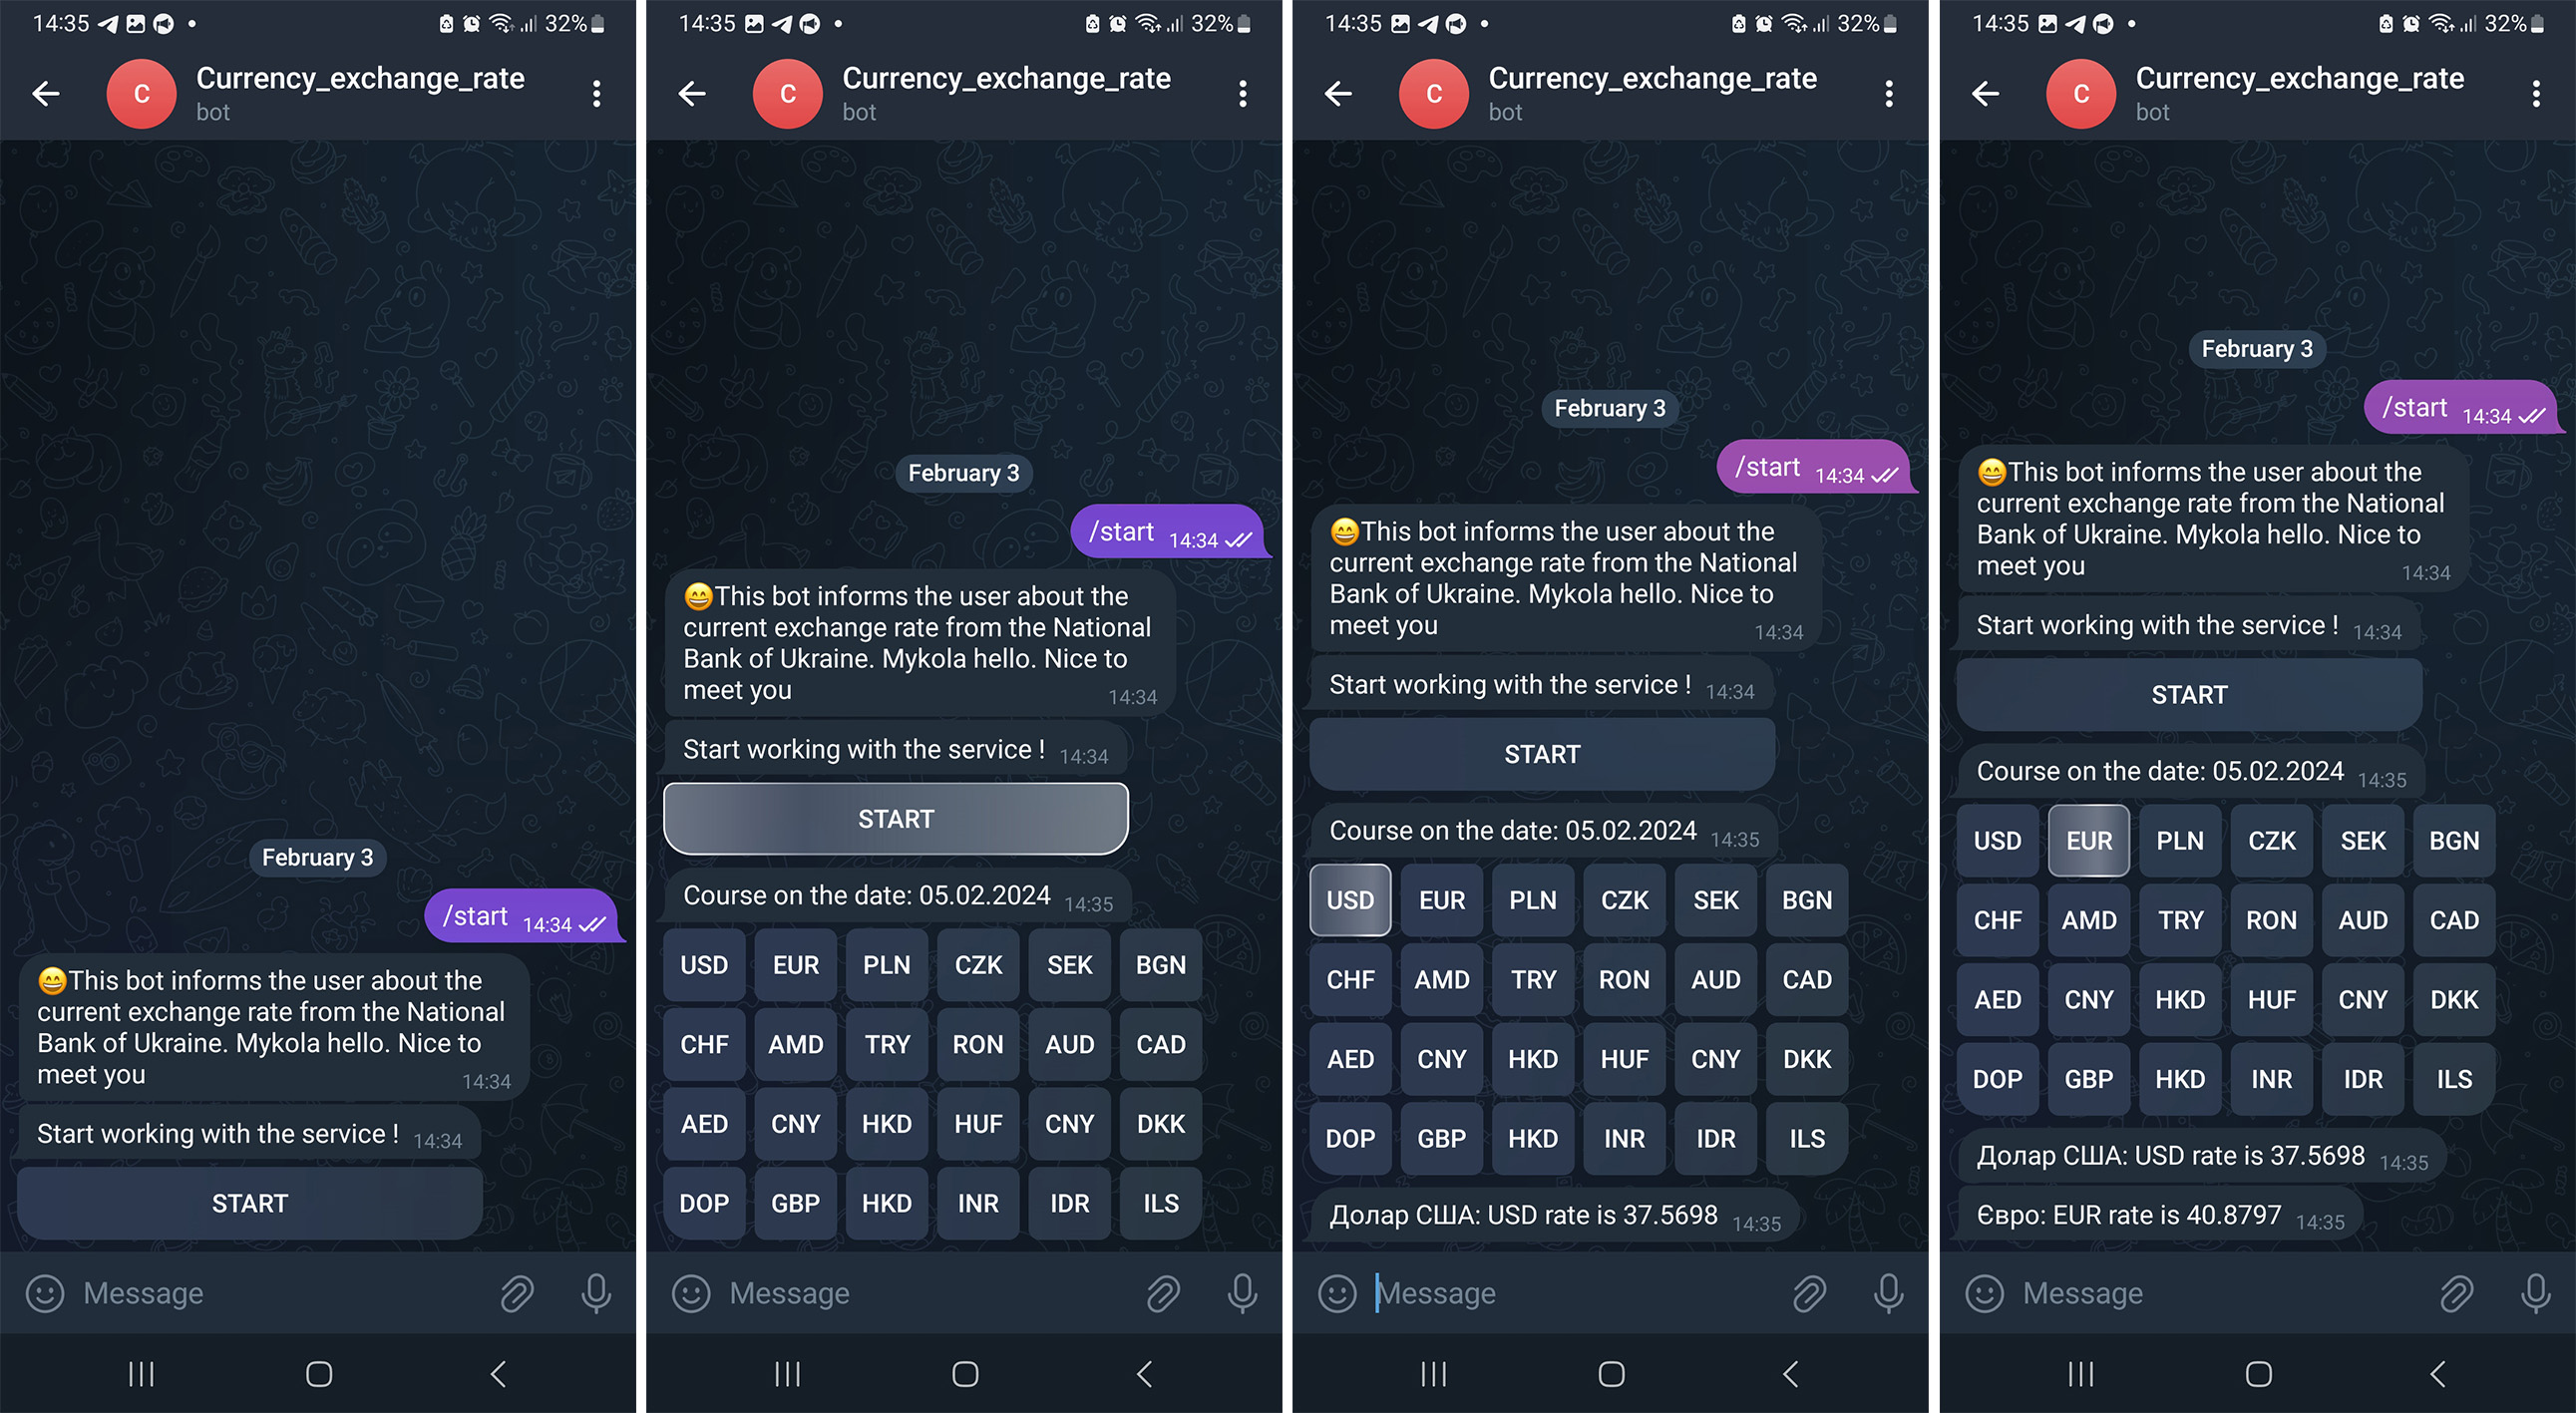 14:35
32%
C
Currency_exchange_rate
bot
February 3
/start 14:34
😄This bot informs the user about the
current exchange rate from the National
Bank of Ukraine. Mykola hello. Nice to
meet you 14:34
Start working with the service ! 14:34
START
Message
14:35
32%
C
Currency_exchange_rate
bot
February 3
/start 14:34
😄This bot informs the user about the
current exchange rate from the National
Bank of Ukraine. Mykola hello. Nice to
meet you 14:34
Start working with the service ! 14:34
START
Course on the date: 05.02.2024 14:35
USD EUR PLN CZK SEK BGN
CHF AMD TRY RON AUD CAD
AED CNY HKD HUF CNY DKK
DOP GBP HKD INR IDR ILS
Message
14:35
32%
C
Currency_exchange_rate
bot
February 3
/start 14:34
😄This bot informs the user about the
current exchange rate from the National
Bank of Ukraine. Mykola hello. Nice to
meet you 14:34
Start working with the service ! 14:34
START
Course on the date: 05.02.2024 14:35
USD EUR PLN CZK SEK BGN
CHF AMD TRY RON AUD CAD
AED CNY HKD HUF CNY DKK
DOP GBP HKD INR IDR ILS
Долар США: USD rate is 37.5698 14:35
Message
14:35
32%
C
Currency_exchange_rate
bot
February 3
/start 14:34
😄This bot informs the user about the
current exchange rate from the National
Bank of Ukraine. Mykola hello. Nice to
meet you 14:34
Start working with the service ! 14:34
START
Course on the date: 05.02.2024 14:35
USD EUR PLN CZK SEK BGN
CHF AMD TRY RON AUD CAD
AED CNY HKD HUF CNY DKK
DOP GBP HKD INR IDR ILS
Долар США: USD rate is 37.5698 14:35
Євро: EUR rate is 40.8797 14:35
Message